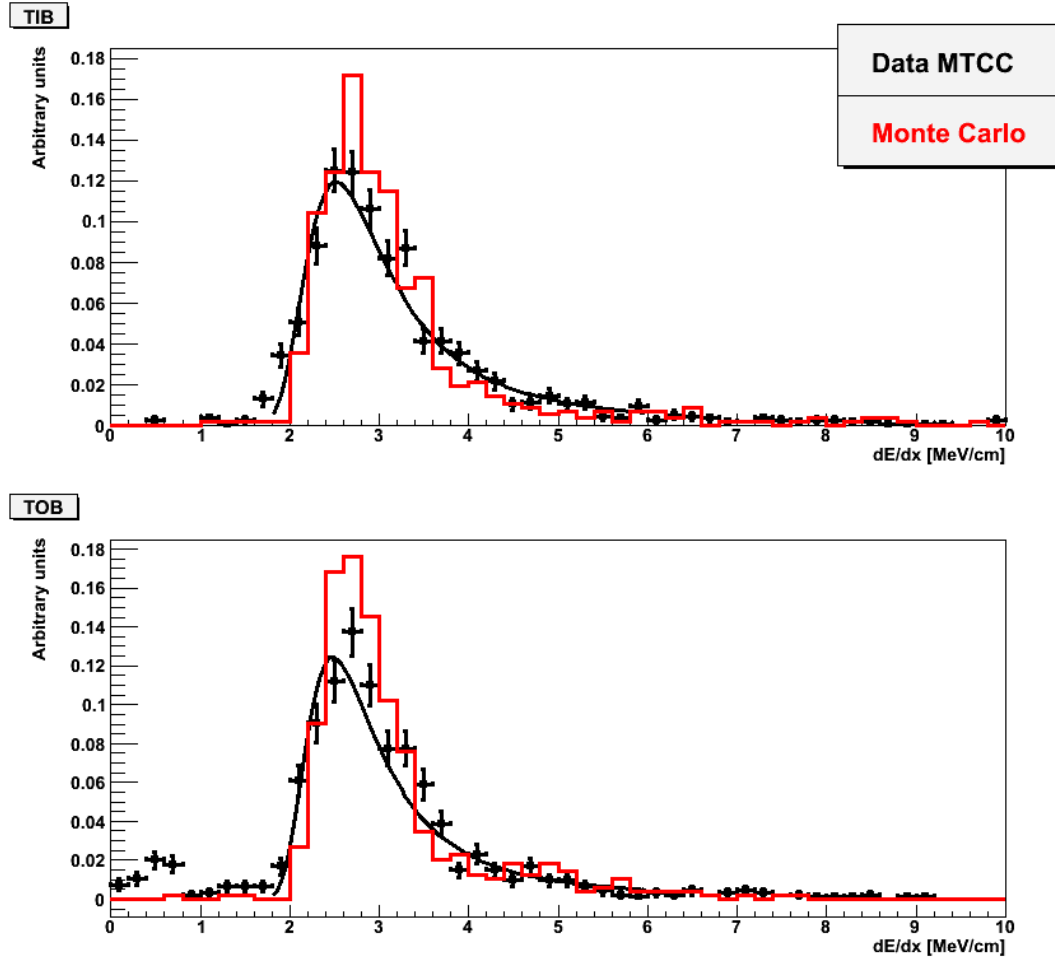 TIB
Arbitrary units
0.18
0.16
0.14
0.12
0.1
0.08
0.06
0.04
0.02
0
0 1 2 3 4 5 6 7 8 9 10
dE/dx [MeV/cm]
Data MTCC
Monte Carlo
TOB
Arbitrary units
0.18
0.16
0.14
0.12
0.1
0.08
0.06
0.04
0.02
0
0 1 2 3 4 5 6 7 8 9 10
dE/dx [MeV/cm]